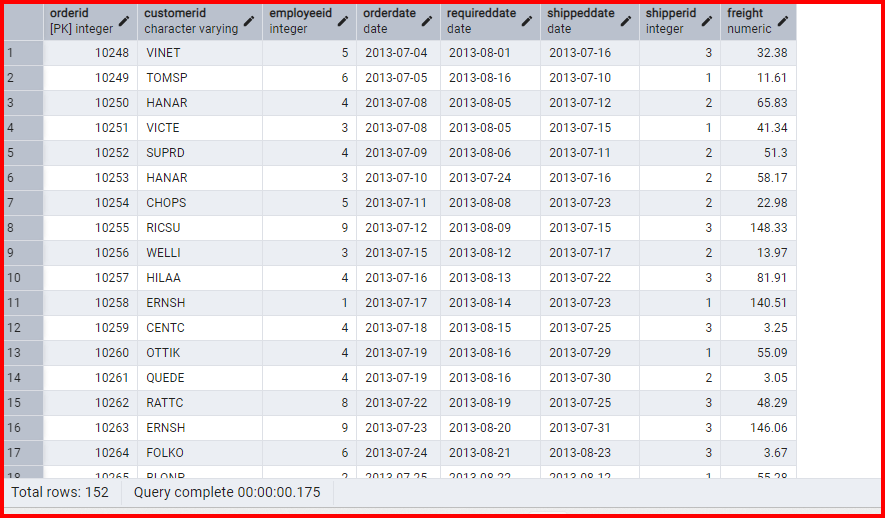 orderid customerid employeeid orderdate requireddate shippeddate shipperid freight
[PK] integer character varying integer date date date integer numeric
1 10248 VINET 5 2013-07-04 2013-08-01 2013-07-16 3 32.38
2 10249 TOMSP 6 2013-07-05 2013-08-16 2013-07-10 1 11.61
3 10250 HANAR 4 2013-07-08 2013-08-05 2013-07-12 2 65.83
4 10251 VICTE 3 2013-07-08 2013-08-05 2013-07-15 1 41.34
5 10252 SUPRD 4 2013-07-09 2013-08-06 2013-07-11 2 51.3
6 10253 HANAR 3 2013-07-10 2013-07-24 2013-07-16 2 58.17
7 10254 CHOPS 5 2013-07-11 2013-08-08 2013-07-23 2 22.98
8 10255 RICSU 9 2013-07-12 2013-08-09 2013-07-15 3 148.33
9 10256 WELLI 3 2013-07-15 2013-08-12 2013-07-17 2 13.97
10 10257 HILAA 4 2013-07-16 2013-08-13 2013-07-22 3 81.91
11 10258 ERNSH 1 2013-07-17 2013-08-14 2013-07-23 1 140.51
12 10259 CENTC 4 2013-07-18 2013-08-15 2013-07-25 3 3.25
13 10260 OTTIK 4 2013-07-19 2013-08-16 2013-07-29 1 55.09
14 10261 QUEDE 4 2013-07-19 2013-08-16 2013-07-30 2 3.05
15 10262 RATTC 8 2013-07-22 2013-08-19 2013-07-25 3 48.29
16 10263 ERNSH 9 2013-07-23 2013-08-20 2013-07-31 3 146.06
17 10264 FOLKO 6 2013-07-24 2013-08-21 2013-08-23 3 3.67
18 10265 BLONP 2 2013-07-25 2013-08-22 2013-08-12 1 55.28
Total rows: 152 Query complete 00:00:00.175